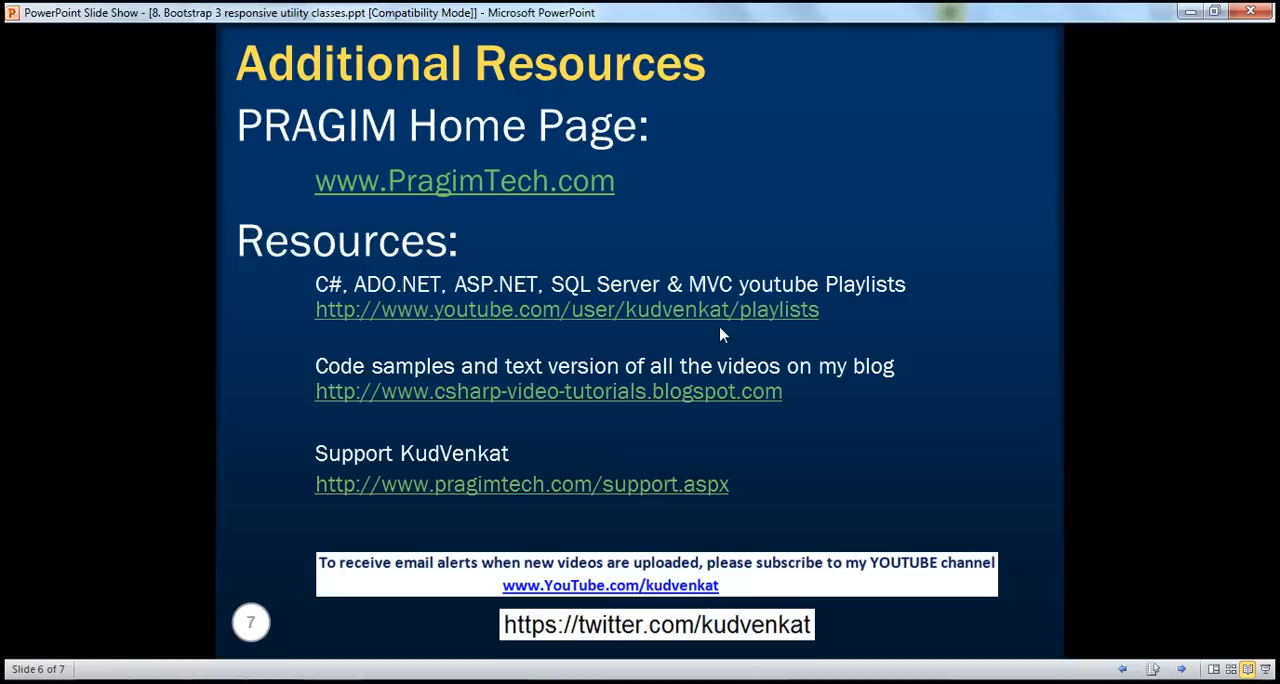 PowerPoint Slide Show - [8. Bootstrap 3 responsive utility classes.ppt [Compatibility Mode]] - Microsoft PowerPoint
Additional Resources
PRAGIM Home Page:
www.PragimTech.com
Resources:
C#, ADO.NET, ASP.NET, SQL Server & MVC youtube Playlists
http://www.youtube.com/user/kudvenkat/playlists
Code samples and text version of all the videos on my blog
http://www.csharp-video-tutorials.blogspot.com
Support KudVenkat
http://www.pragimtech.com/support.aspx
To receive email alerts when new videos are uploaded, please subscribe to my YOUTUBE channel
www.YouTube.com/kudvenkat
7
https://twitter.com/kudvenkat
Slide 6 of 7